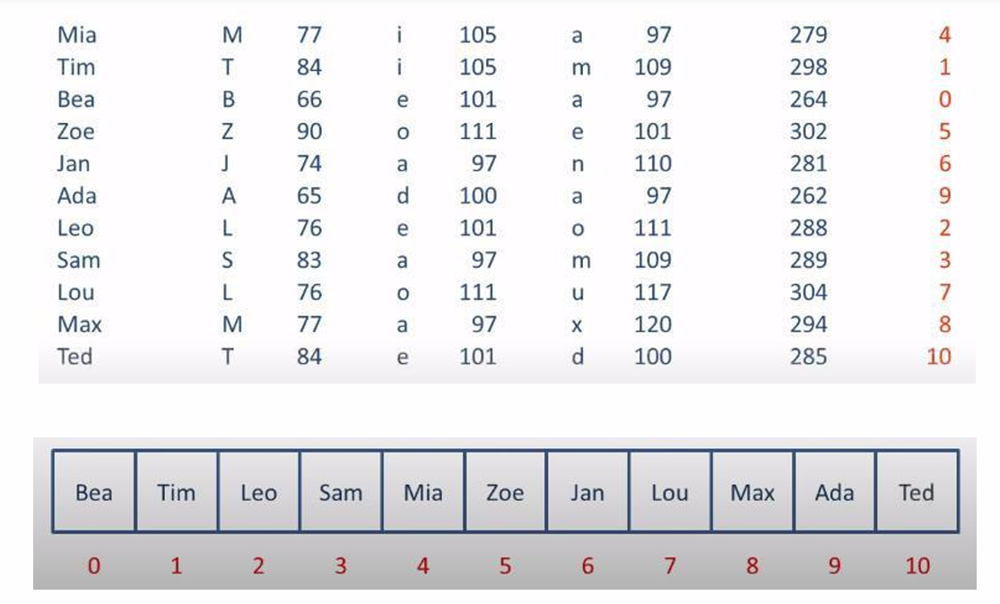 Mia M 77 i 105 a 97 279 4
Tim T 84 i 105 m 109 298 1
Bea B 66 e 101 a 97 264 0
Zoe Z 90 o 111 e 101 302 5
Jan J 74 a 97 n 110 281 6
Ada A 65 d 100 a 97 262 9
Leo L 76 e 101 o 111 288 2
Sam S 83 a 97 m 109 289 3
Lou L 76 o 111 u 117 304 7
Max M 77 a 97 x 120 294 8
Ted T 84 e 101 d 100 285 10
Bea Tim Leo Sam Mia Zoe Jan Lou Max Ada Ted
0 1 2 3 4 5 6 7 8 9 10